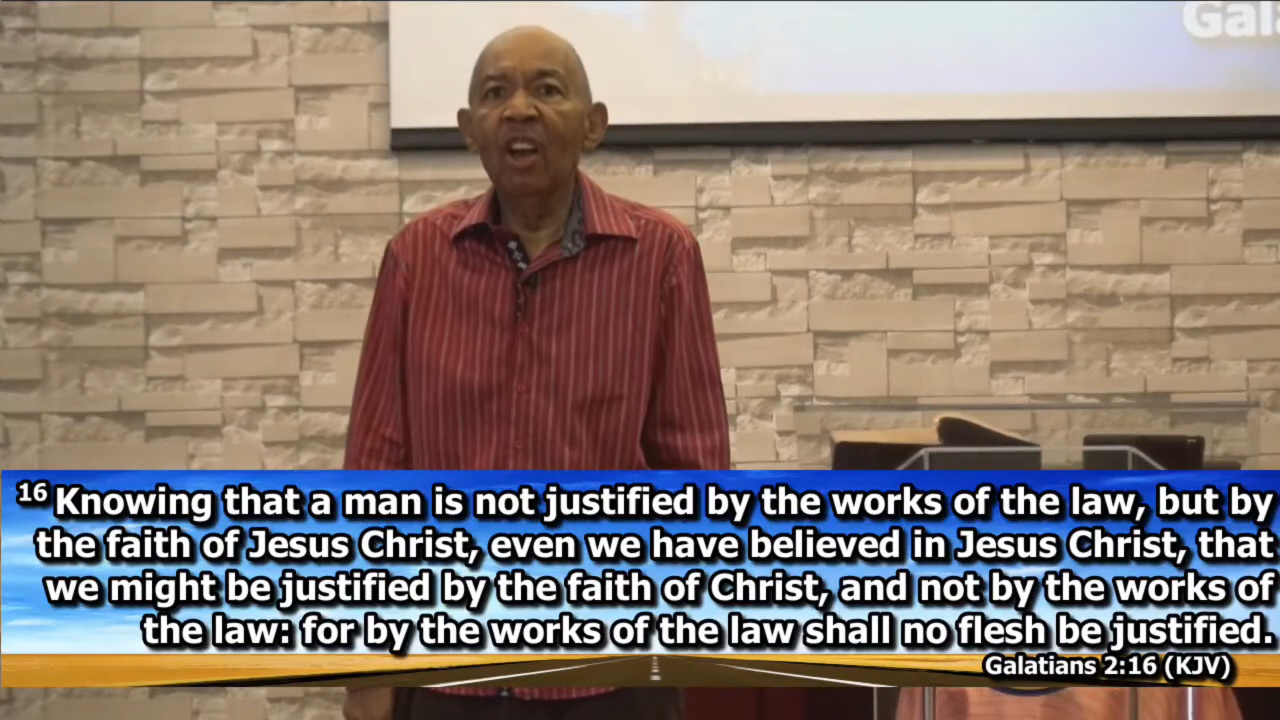 Gala
16 Knowing that a man is not justified by the works of the law, but by
the faith of Jesus Christ, even we have believed in Jesus Christ, that
we might be justified by the faith of Christ, and not by the works of
the law: for by the works of the law shall no flesh be justified.
Galatians 2:16 (KJV)